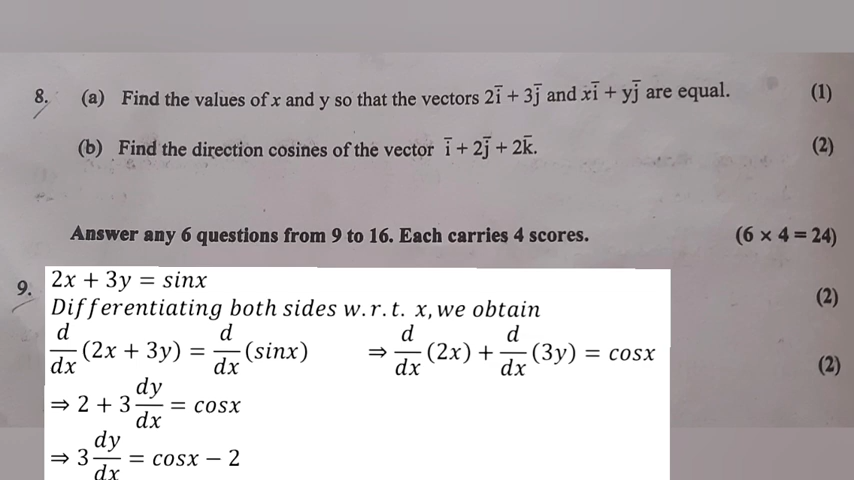 8. (a) Find the values of x and y so that the vectors 2i̅ + 3j̅ and xi̅ + yj̅ are equal. (1)
(b) Find the direction cosines of the vector i̅ + 2j̅ + 2k̅. (2)
Answer any 6 questions from 9 to 16. Each carries 4 scores. (6 × 4 = 24)
9. 2x + 3y = sinx (2)
Differentiating both sides w.r.t. x, we obtain
d/dx (2x + 3y) = d/dx (sinx) ⇒ d/dx (2x) + d/dx (3y) = cosx (2)
⇒ 2 + 3 dy/dx = cosx
⇒ 3 dy/dx = cosx − 2